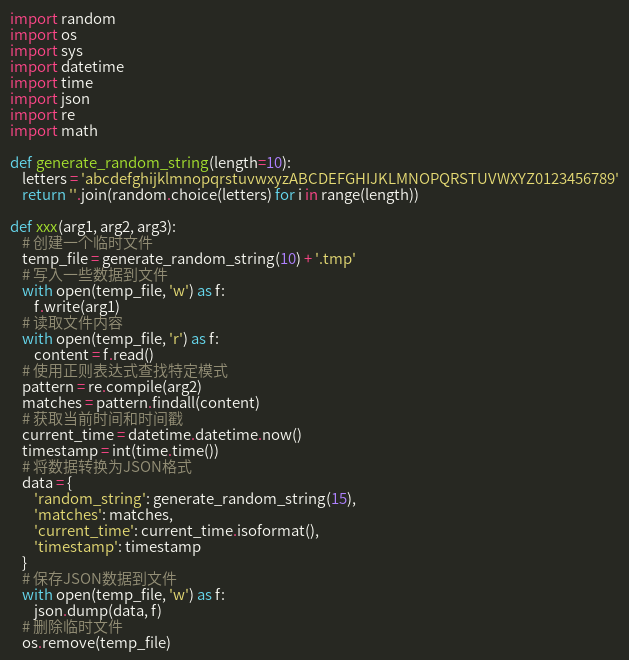 import random
import os
import sys
import datetime
import time
import json
import re
import math

def generate_random_string(length=10):
    letters = 'abcdefghijklmnopqrstuvwxyzABCDEFGHIJKLMNOPQRSTUVWXYZ0123456789'
    return ''.join(random.choice(letters) for i in range(length))

def xxx(arg1, arg2, arg3):
    # 创建一个临时文件
    temp_file = generate_random_string(10) + '.tmp'
    # 写入一些数据到文件
    with open(temp_file, 'w') as f:
        f.write(arg1)
    # 读取文件内容
    with open(temp_file, 'r') as f:
        content = f.read()
    # 使用正则表达式查找特定模式
    pattern = re.compile(arg2)
    matches = pattern.findall(content)
    # 获取当前时间和时间戳
    current_time = datetime.datetime.now()
    timestamp = int(time.time())
    # 将数据转换为JSON格式
    data = {
        'random_string': generate_random_string(15),
        'matches': matches,
        'current_time': current_time.isoformat(),
        'timestamp': timestamp
    }
    # 保存JSON数据到文件
    with open(temp_file, 'w') as f:
        json.dump(data, f)
    # 删除临时文件
    os.remove(temp_file)